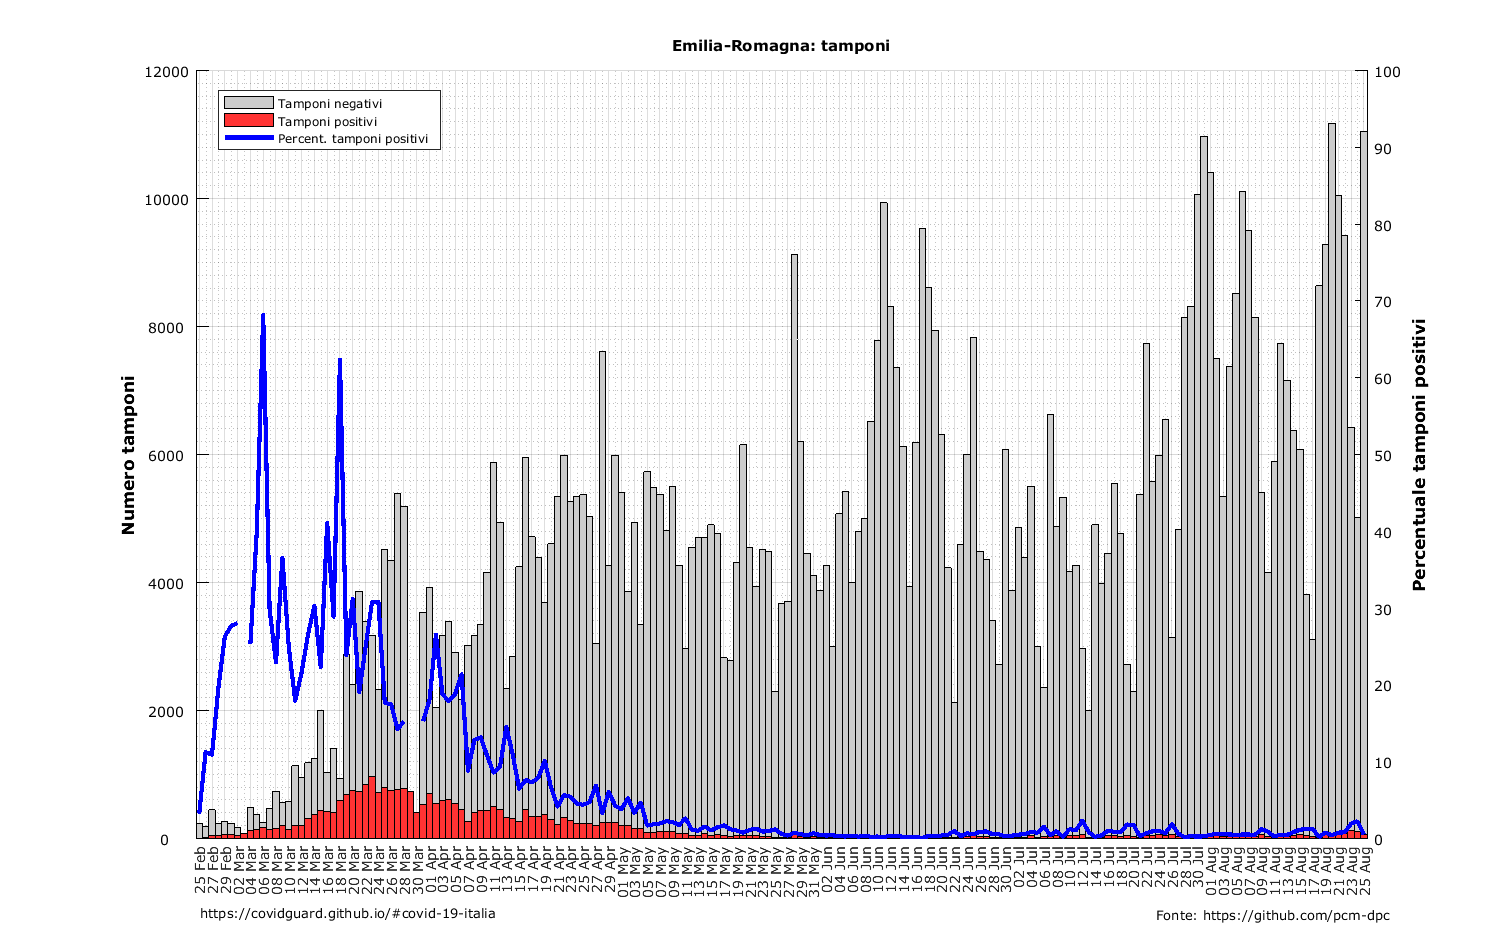 Emilia-Romagna: tamponi
12000
10000
8000
6000
4000
2000
0
100
90
80
70
60
50
40
30
20
10
0
Tamponi negativi
Tamponi positivi
Percent. tamponi positivi
Numero tamponi
Percentuale tamponi positivi
25 Feb
27 Feb
29 Feb
02 Mar
04 Mar
06 Mar
08 Mar
10 Mar
12 Mar
14 Mar
16 Mar
18 Mar
20 Mar
22 Mar
24 Mar
26 Mar
28 Mar
30 Mar
01 Apr
03 Apr
05 Apr
07 Apr
09 Apr
11 Apr
13 Apr
15 Apr
17 Apr
19 Apr
21 Apr
23 Apr
25 Apr
27 Apr
29 Apr
01 May
03 May
05 May
07 May
09 May
11 May
13 May
15 May
17 May
19 May
21 May
23 May
25 May
27 May
29 May
31 May
02 Jun
04 Jun
06 Jun
08 Jun
10 Jun
12 Jun
14 Jun
16 Jun
18 Jun
20 Jun
22 Jun
24 Jun
26 Jun
28 Jun
30 Jun
02 Jul
04 Jul
06 Jul
08 Jul
10 Jul
12 Jul
14 Jul
16 Jul
18 Jul
20 Jul
22 Jul
24 Jul
26 Jul
28 Jul
30 Jul
01 Aug
03 Aug
05 Aug
07 Aug
09 Aug
11 Aug
13 Aug
15 Aug
17 Aug
19 Aug
21 Aug
23 Aug
25 Aug
https://covidguard.github.io/#covid-19-italia
Fonte: https://github.com/pcm-dpc